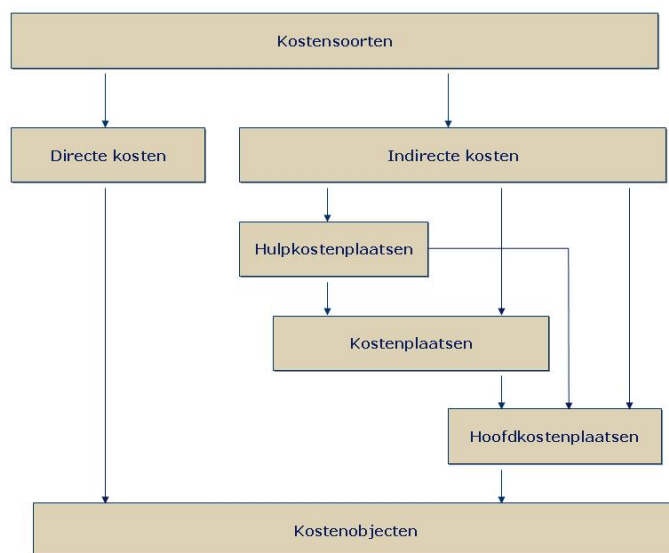 Kostensoorten
Directe kosten
Indirecte kosten
Hulpkostenplaatsen
Kostenplaatsen
Hoofdkostenplaatsen
Kostenobjecten